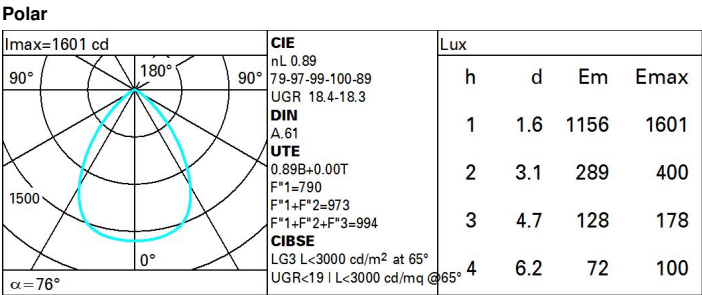 Polar
Imax=1601 cd
90° 180° 90°
1500
0°
α=76°
CIE
nL 0.89
79-97-99-100-89
UGR 18.4-18.3
DIN
A.61
UTE
0.89B+0.00T
F"1=790
F"1+F"2=973
F"1+F"2+F"3=994
CIBSE
LG3 L<3000 cd/m² at 65°
UGR<19 | L<3000 cd/mq @65°
Lux
h d Em Emax
1 1.6 1156 1601
2 3.1 289 400
3 4.7 128 178
4 6.2 72 100